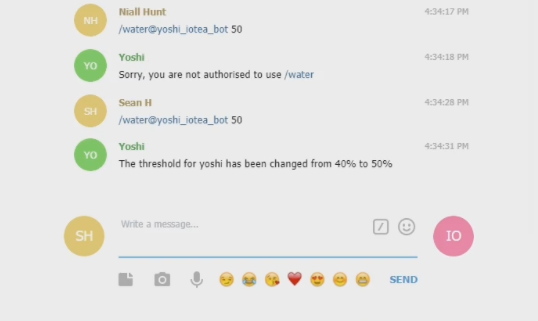 NH
Niall Hunt
4:34:17 PM
/water@yoshi_iotea_bot 50
YO
Yoshi
4:34:18 PM
Sorry, you are not authorised to use /water
SH
Sean H
4:34:28 PM
/water@yoshi_iotea_bot 50
YO
Yoshi
4:34:31 PM
The threshold for yoshi has been changed from 40% to 50%
SH
Write a message...
IO
SEND